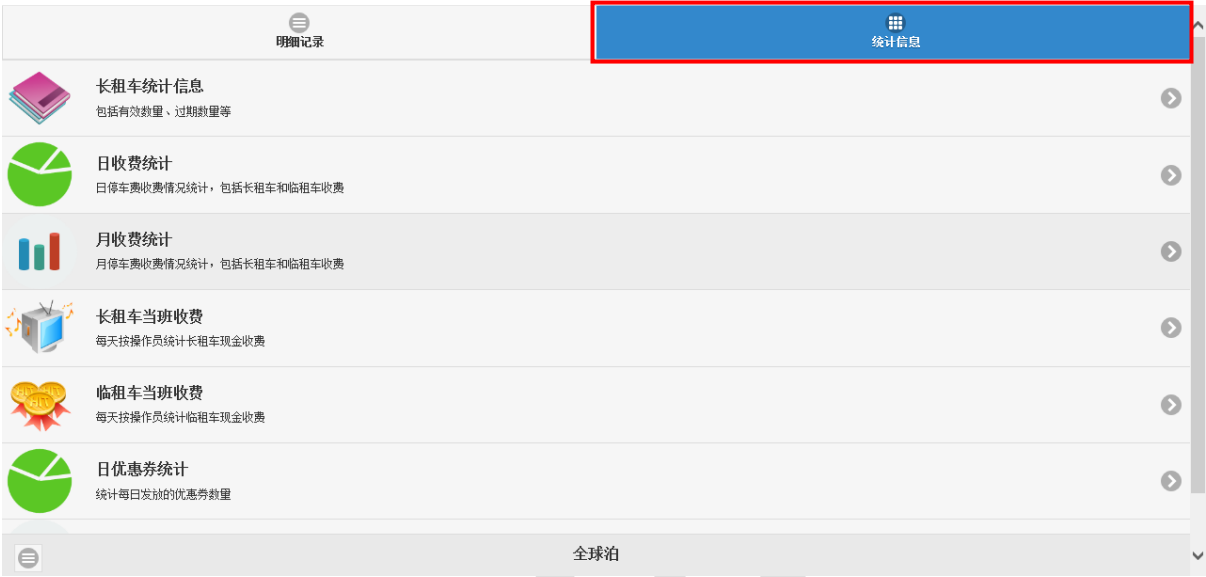 明细记录
统计信息
长租车统计信息
包括有效数量、过期数量等
日收费统计
日停车费收费情况统计，包括长租车和临租车收费
月收费统计
月停车费收费情况统计，包括长租车和临租车收费
长租车当班收费
每天按操作员统计长租车现金收费
临租车当班收费
每天按操作员统计临租车现金收费
日优惠券统计
统计每日发放的优惠券数量
全球泊